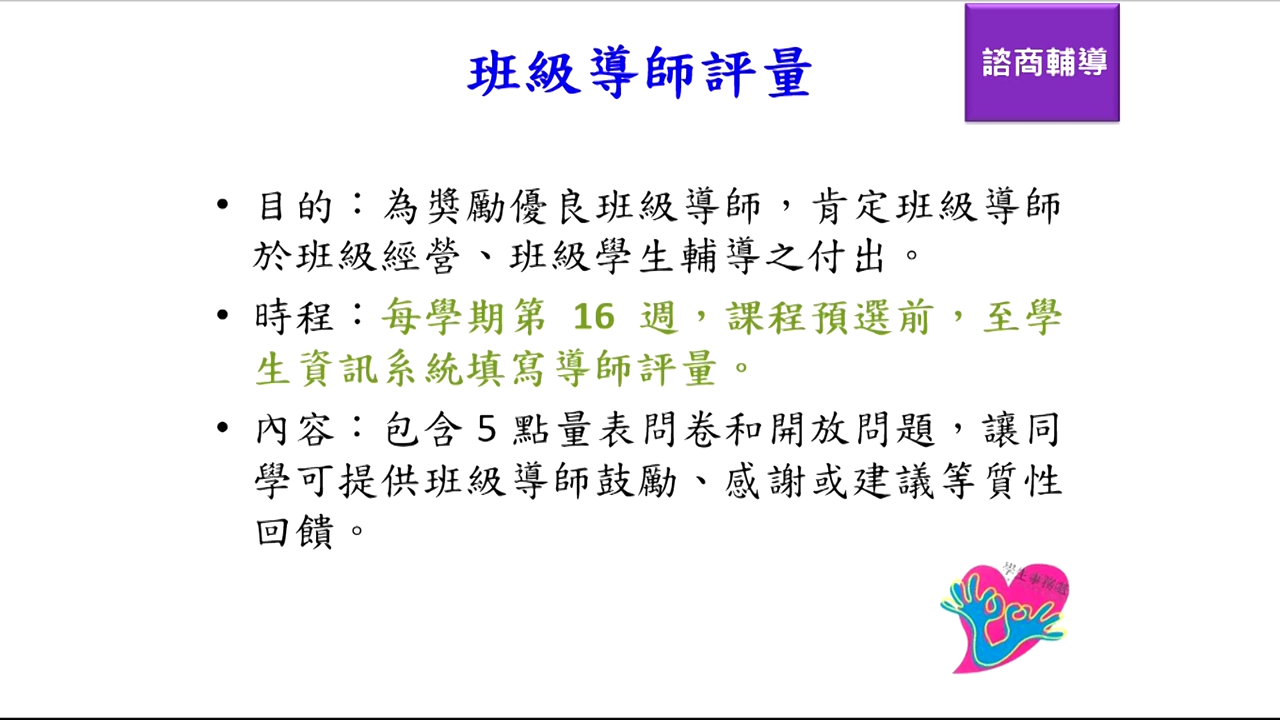 班級導師評量
諮商輔導
• 目的：為獎勵優良班級導師，肯定班級導師
於班級經營、班級學生輔導之付出。
• 時程：每學期第 16 週，課程預選前，至學
生資訊系統填寫導師評量。
• 內容：包含 5 點量表問卷和開放問題，讓同
學可提供班級導師鼓勵、感謝或建議等質性
回饋。
學生事務處